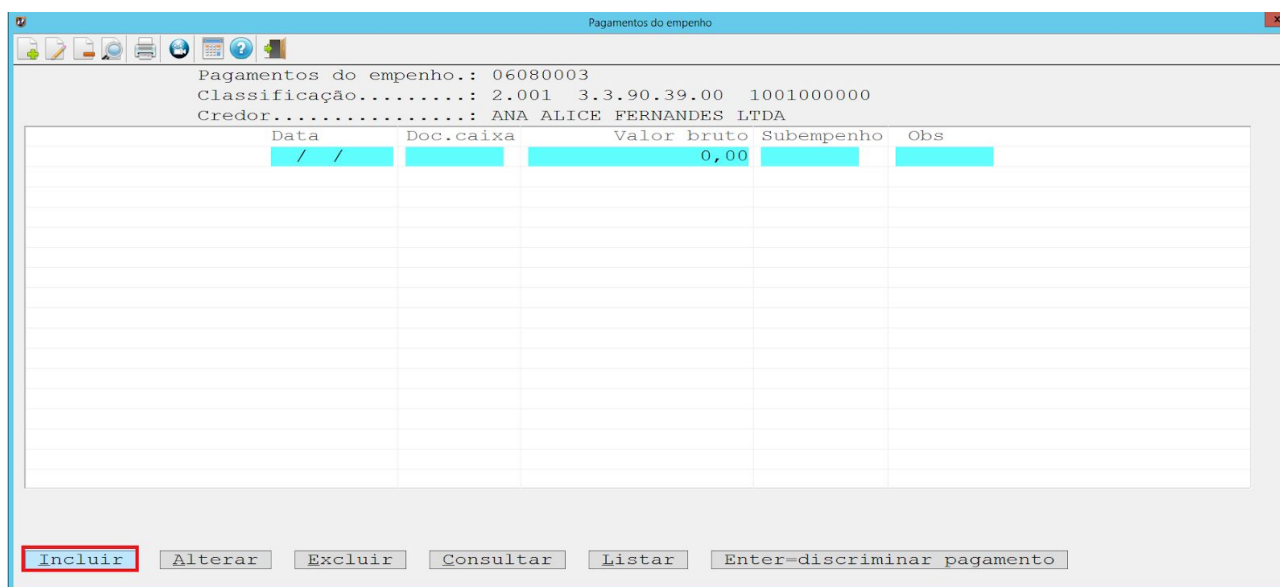 Pagamentos do empenho
Pagamentos do empenho.: 06080003
Classificação.........: 2.001 3.3.90.39.00 1001000000
Credor................: ANA ALICE FERNANDES LTDA
Data Doc.caixa Valor bruto Subempenho Obs
/ / 0,00
Incluir Alterar Excluir Consultar Listar Enter=discriminar pagamento